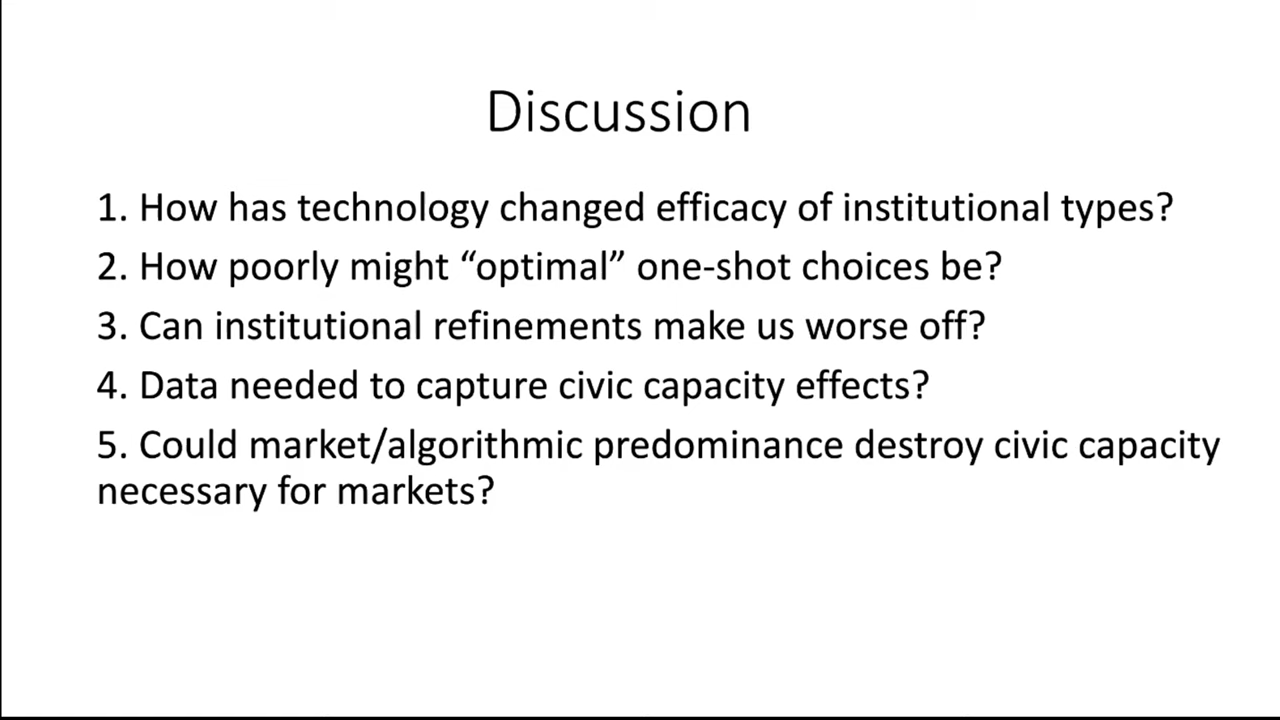 Discussion
1. How has technology changed efficacy of institutional types?
2. How poorly might “optimal” one-shot choices be?
3. Can institutional refinements make us worse off?
4. Data needed to capture civic capacity effects?
5. Could market/algorithmic predominance destroy civic capacity
necessary for markets?